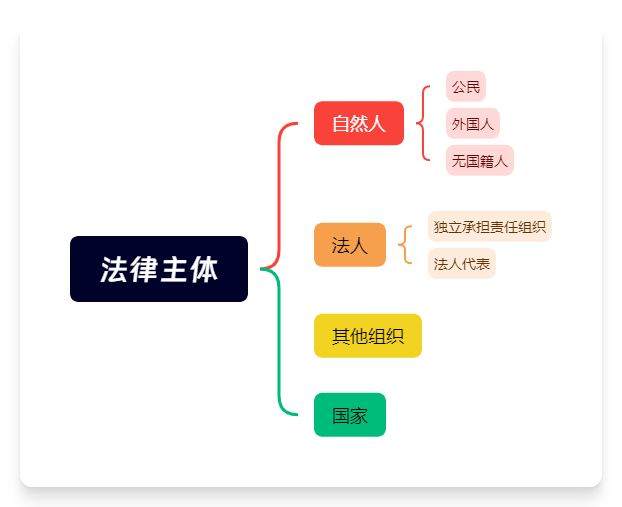 法律主体
自然人
公民
外国人
无国籍人
法人
独立承担责任组织
法人代表
其他组织
国家